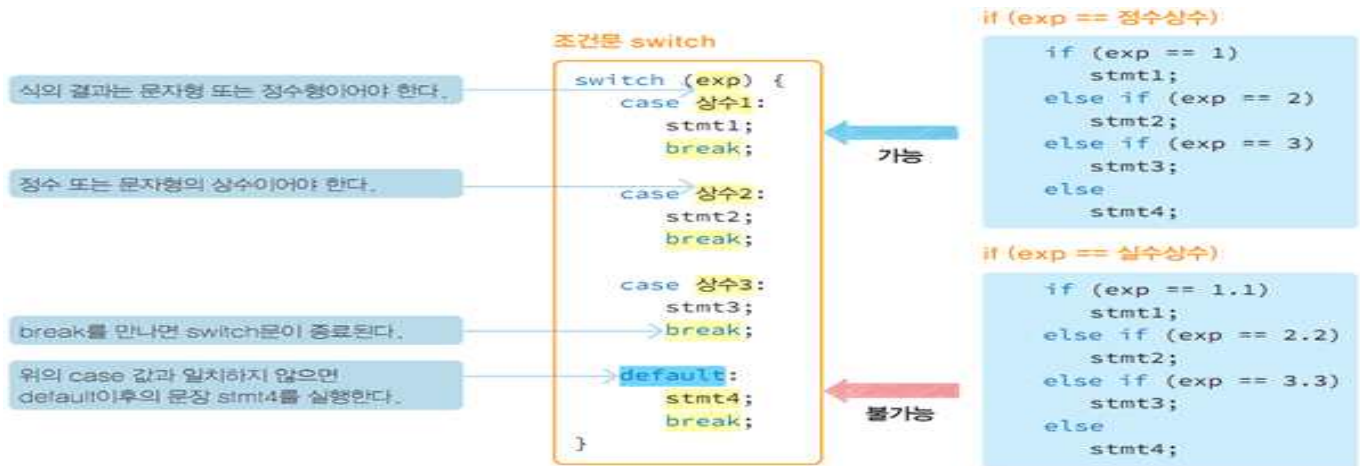 조건문 switch
식의 결과는 문자형 또는 정수형이어야 한다.
정수 또는 문자형의 상수이어야 한다.
break를 만나면 switch문이 종료된다.
위의 case 값과 일치하지 않으면
default이후의 문장 stmt4를 실행한다.
switch (exp) {
case 상수1:
stmt1;
break;
case 상수2:
stmt2;
break;
case 상수3:
stmt3;
break;
default:
stmt4;
break;
}
가능
불가능
if (exp == 정수상수)
if (exp == 1)
stmt1;
else if (exp == 2)
stmt2;
else if (exp == 3)
stmt3;
else
stmt4;
if (exp == 실수상수)
if (exp == 1.1)
stmt1;
else if (exp == 2.2)
stmt2;
else if (exp == 3.3)
stmt3;
else
stmt4;